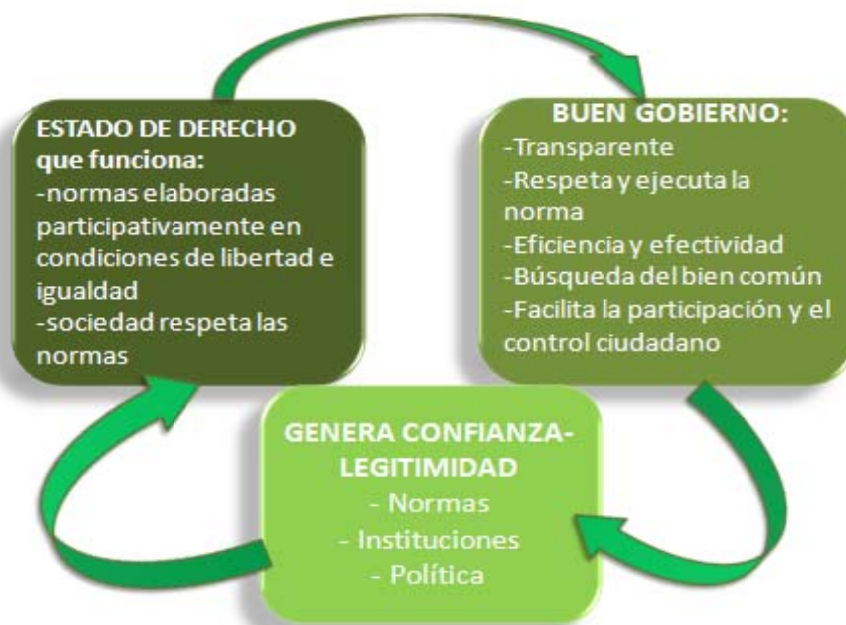 ESTADO DE DERECHO
que funciona:
-normas elaboradas
participativamente en
condiciones de libertad e
igualdad
-sociedad respeta las
normas
BUEN GOBIERNO:
-Transparente
-Respeta y ejecuta la
norma
-Eficiencia y efectividad
-Búsqueda del bien común
-Facilita la participación y el
control ciudadano
GENERA CONFIANZA-
LEGITIMIDAD
- Normas
- Instituciones
- Política